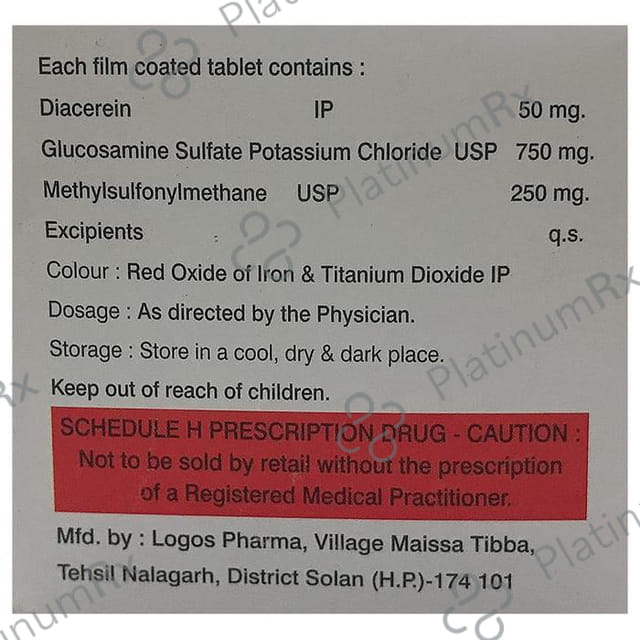 Each film coated tablet contains :
Diacerein IP 50 mg.
Glucosamine Sulfate Potassium Chloride USP 750 mg.
Methylsulfonylmethane USP 250 mg.
Excipients : q.s.
Colour : Red Oxide of Iron & Titanium Dioxide IP
Dosage : As directed by the Physician.
Storage : Store in a cool, dry & dark place.
Keep out of reach of children.
SCHEDULE H PRESCRIPTION DRUG - CAUTION :
Not to be sold by retail without the prescription
of a Registered Medical Practitioner.
Mfd. by : Logos Pharma, Village Maissa Tibba,
Tehsil Nalagarh, District Solan (H.P.)-174 101
PlatinumRx
PlatinumRx
PlatinumRx